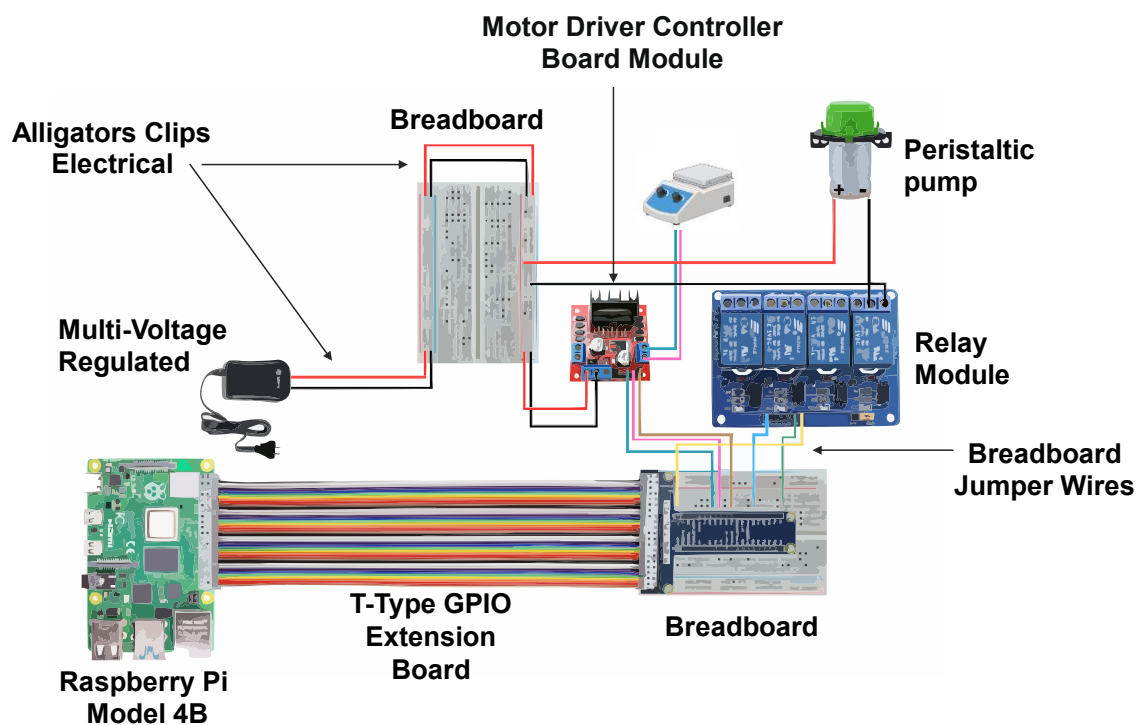 Motor Driver Controller
Board Module
Alligators Clips
Electrical
Breadboard
Peristaltic
pump
+ -
Multi-Voltage
Regulated
Relay
Module
Breadboard
Jumper Wires
T-Type GPIO
Extension
Board
Breadboard
Raspberry Pi
Model 4B